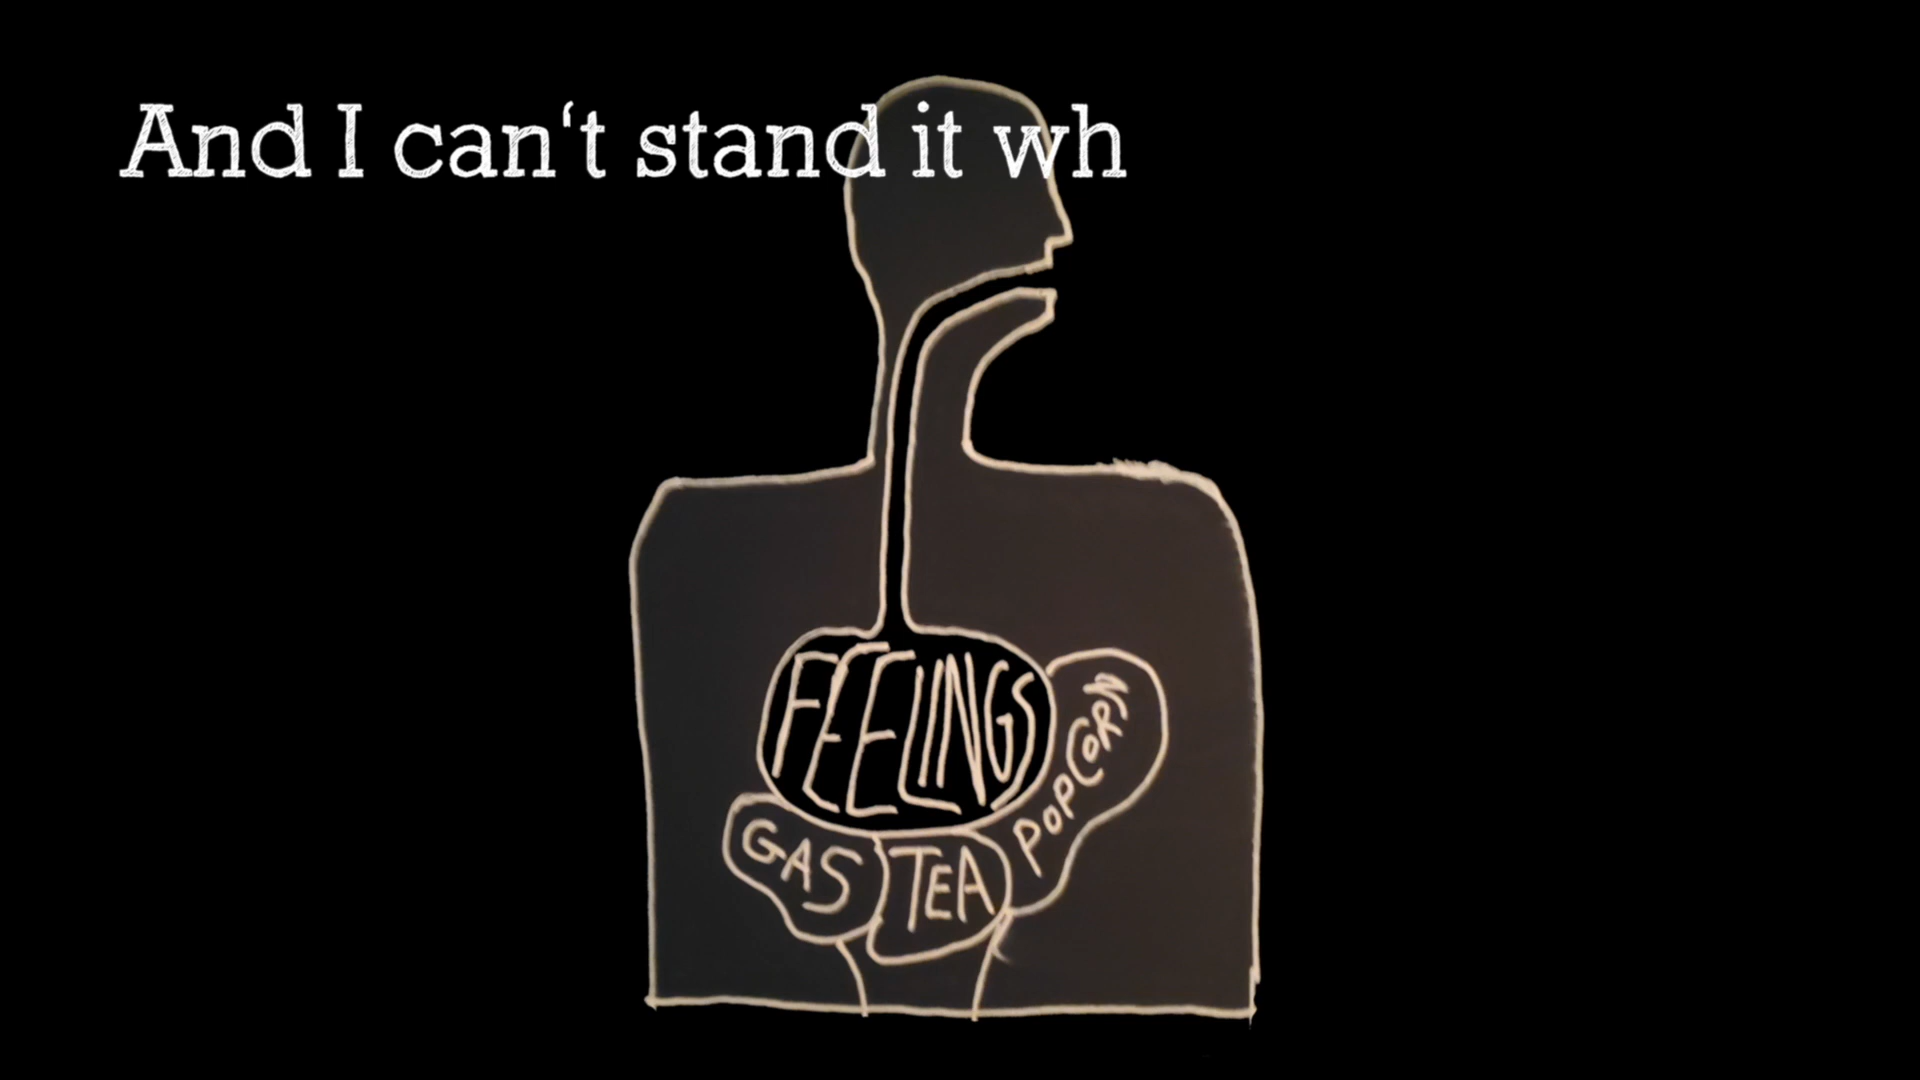 And I can‘t stand it wh
FEELINGS
GAS
TEA
POPCORN